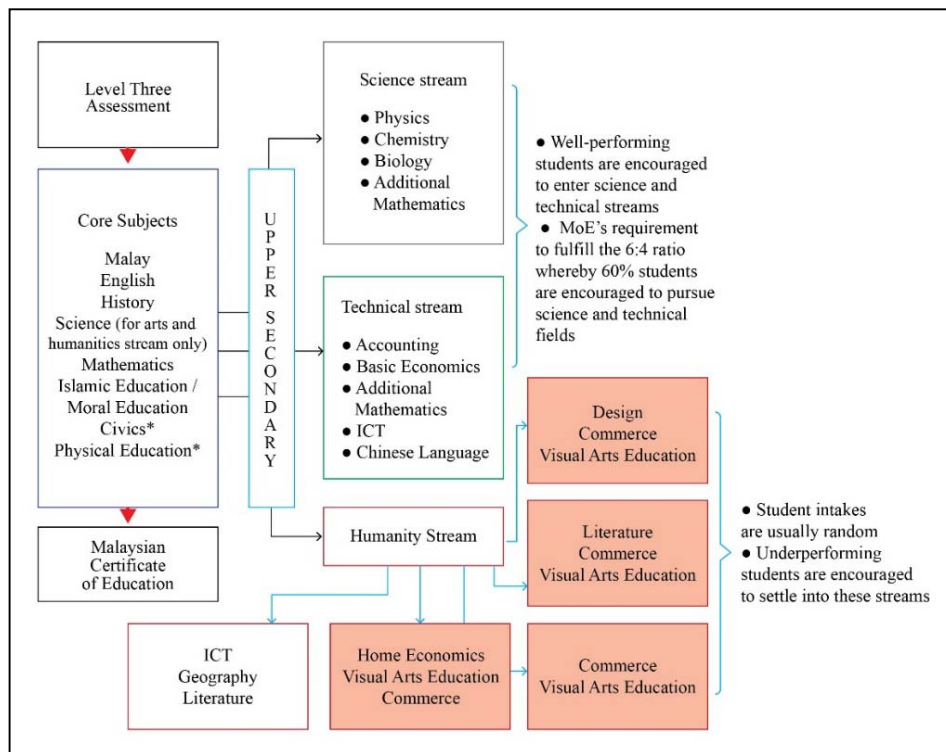 Level Three
Assessment
Core Subjects
Malay
English
History
Science (for arts and
humanities stream only)
Mathematics
Islamic Education /
Moral Education
Civics*
Physical Education*
Malaysian
Certificate
of Education
UPPER SECONDARY
Science stream
● Physics
● Chemistry
● Biology
● Additional
Mathematics
Technical stream
● Accounting
● Basic Economics
● Additional
Mathematics
● ICT
● Chinese Language
Humanity Stream
● Well-performing
students are encouraged
to enter science and
technical streams
● MoE's requirement
to fulfill the 6:4 ratio
whereby 60% students
are encouraged to pursue
science and technical
fields
Design
Commerce
Visual Arts Education
Literature
Commerce
Visual Arts Education
ICT
Geography
Literature
Home Economics
Visual Arts Education
Commerce
Commerce
Visual Arts Education
● Student intakes
are usually random
● Underperforming
students are encouraged
to settle into these streams